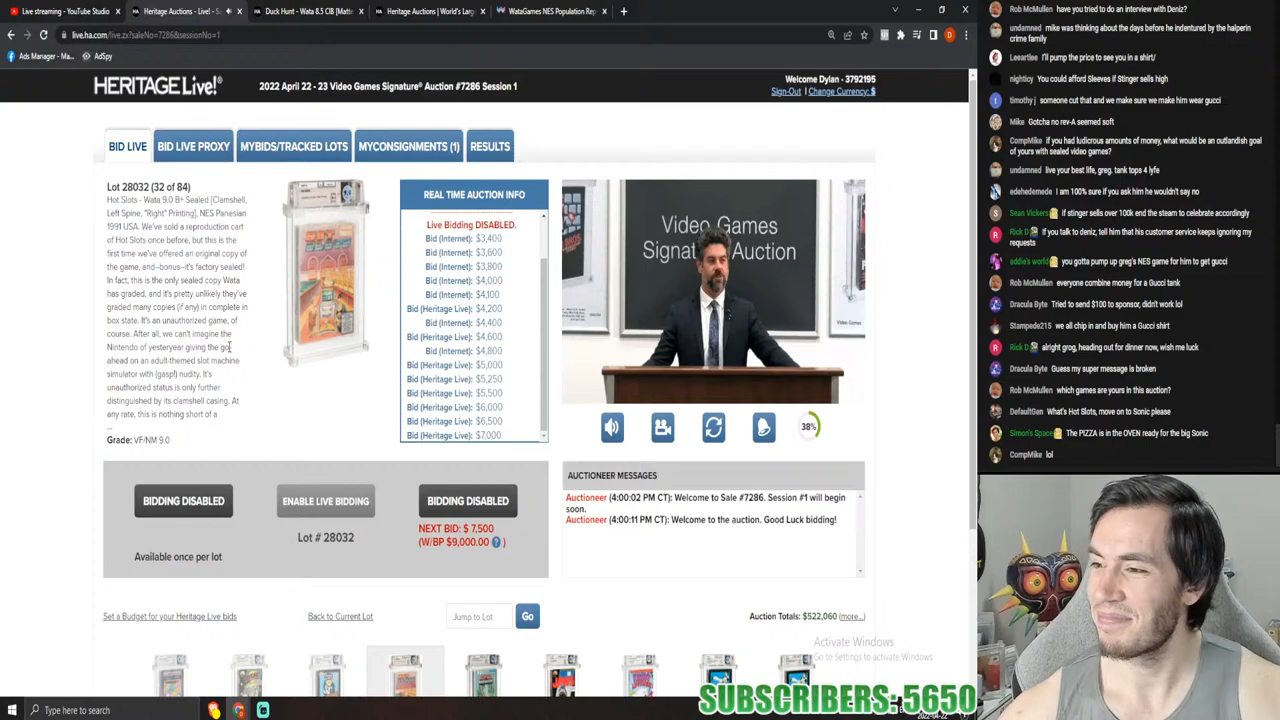 Live streaming - YouTube Studio
Heritage Auctions - Live! - S
Duck Hunt - Wata 8.5 CIB [Matt
Heritage Auctions | World's Larg
WataGames NES Population Rep
live.ha.com/live.zx?saleNo=7286&sessionNo=1
Ads Manager - Ma...
AdSpy
HERITAGE Live!®
2022 April 22 - 23 Video Games Signature® Auction #7286 Session 1
Welcome Dylan - 3792195
Sign-Out | Change Currency: $
BID LIVE
BID LIVE PROXY
MYBIDS/TRACKED LOTS
MYCONSIGNMENTS (1)
RESULTS
Lot 28032 (32 of 84)
Hot Slots - Wata 9.0 B+ Sealed [Clamshell,
Left Spine, "Right" Printing], NES Panesian
1991 USA. We've sold a reproduction cart
of Hot Slots once before, but this is the
first time we've offered an original copy of
the game, and–bonus–it's factory sealed!
In fact, this is the only sealed copy Wata
has graded, and it's pretty unlikely they've
graded many copies (if any) in complete in
box state. It's an unauthorized game, of
course. After all, we can't imagine the
Nintendo of yesteryear giving the go
ahead on an adult-themed slot machine
simulator with (gasp!) nudity. It's
unauthorized status is only further
distinguished by its clamshell casing. At
any rate, this is nothing short of a
...
Grade: VF/NM 9.0
REAL TIME AUCTION INFO
Live Bidding DISABLED.
Bid (Internet): $3,400
Bid (Internet): $3,600
Bid (Internet): $3,800
Bid (Internet): $4,000
Bid (Internet): $4,100
Bid (Heritage Live): $4,200
Bid (Internet): $4,400
Bid (Heritage Live): $4,600
Bid (Internet): $4,800
Bid (Heritage Live): $5,000
Bid (Heritage Live): $5,250
Bid (Heritage Live): $5,500
Bid (Heritage Live): $6,000
Bid (Heritage Live): $6,500
Bid (Heritage Live): $7,000
Video Games
Signature Auction
38%
BIDDING DISABLED
ENABLE LIVE BIDDING
BIDDING DISABLED
Available once per lot
Lot # 28032
NEXT BID: $ 7,500
(W/BP $9,000.00 ? )
AUCTIONEER MESSAGES
Auctioneer (4:00:02 PM CT): Welcome to Sale #7286. Session #1 will begin
soon.
Auctioneer (4:00:11 PM CT): Welcome to the auction. Good Luck bidding!
Set a Budget for your Heritage Live bids
Back to Current Lot
Jump to Lot
Go
Auction Totals: $522,060 (more...)
Activate Windows
Go to Settings to activate Windows.
Type here to search
SUBSCRIBERS: 5650
Rob McMullen have you tried to do an interview with Deniz?
undamned mike was thinking about the days before he indentured by the halperin
crime family
Leeartlee I'll pump the price to see you in a shirt/
nighticy You could afford Sleeves if Stinger sells high
timothy j someone cut that and we make sure we make him wear gucci
Mike Gotcha no rev-A seemed soft
CompMike if you had ludicrous amounts of money, what would be an outlandish goal
of yours with sealed video games?
undamned live your best life, greg. tank tops 4 lyfe
edehedemede I am 100% sure if you ask him he wouldn't say no
Sean Vickers if stinger sells over 100k end the steam to celebrate accordingly
Rick D If you talk to deniz, tell him that his customer service keeps ignoring my
requests
addie's world you gotta pump up greg's NES game for him to get gucci
Rob McMullen everyone combine money for a Gucci tank
Dracula Byte Tried to send $100 to sponsor, didn't work lol
Stampede215 we all chip in and buy him a Gucci shirt
Rick D alright grog, heading out for dinner now, wish me luck
Dracula Byte Guess my super message is broken
Rob McMullen which games are yours in this auction?
DefaultGen What's Hot Slots, move on to Sonic please
Simon's Space The PIZZA is in the OVEN ready for the big Sonic
CompMike lol